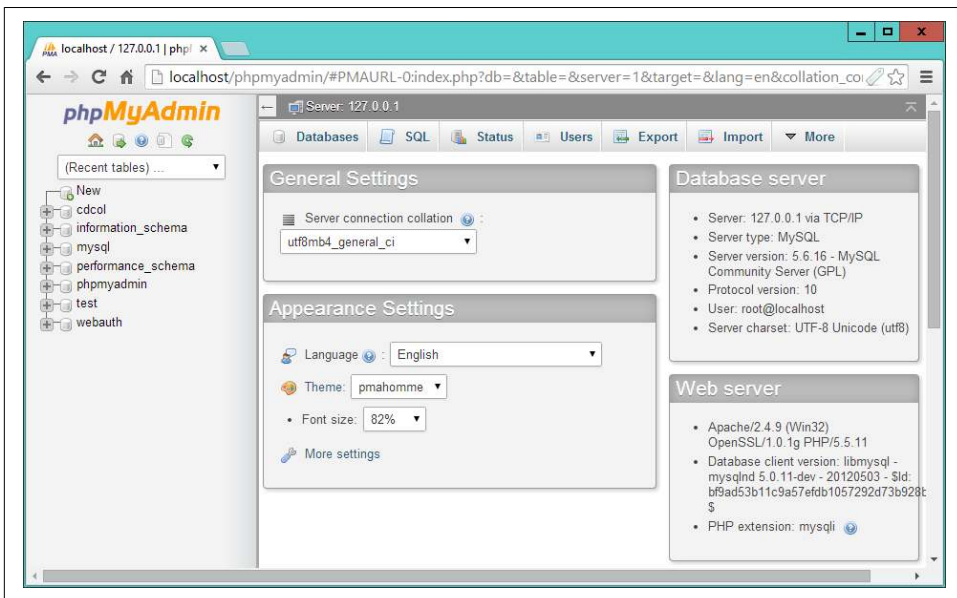 localhost / 127.0.0.1 | phpl
localhost/phpmyadmin/#PMAURL-0:index.php?db=&table=&server=1&target=&lang=en&collation_co
phpMyAdmin
(Recent tables) ...
New
cdcol
information_schema
mysql
performance_schema
phpmyadmin
test
webauth
Server: 127.0.0.1
Databases SQL Status Users Export Import More
General Settings
Server connection collation :
utf8mb4_general_ci
Appearance Settings
Language : English
Theme: pmahomme
• Font size: 82%
More settings
Database server
• Server: 127.0.0.1 via TCP/IP
• Server type: MySQL
• Server version: 5.6.16 - MySQL
Community Server (GPL)
• Protocol version: 10
• User: root@localhost
• Server charset: UTF-8 Unicode (utf8)
Web server
• Apache/2.4.9 (Win32)
OpenSSL/1.0.1g PHP/5.5.11
• Database client version: libmysql -
mysqlnd 5.0.11-dev - 20120503 - $Id:
bf9ad53b11c9a57efdb1057292d73b928b
$
• PHP extension: mysqli